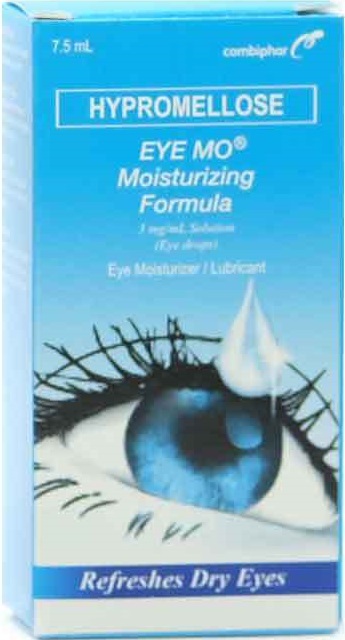 7.5 mL
combiphar
HYPROMELLOSE
EYE MO®
Moisturizing
Formula
3 mg/mL Solution
(Eye drops)
Eye Moisturizer / Lubricant
Refreshes Dry Eyes